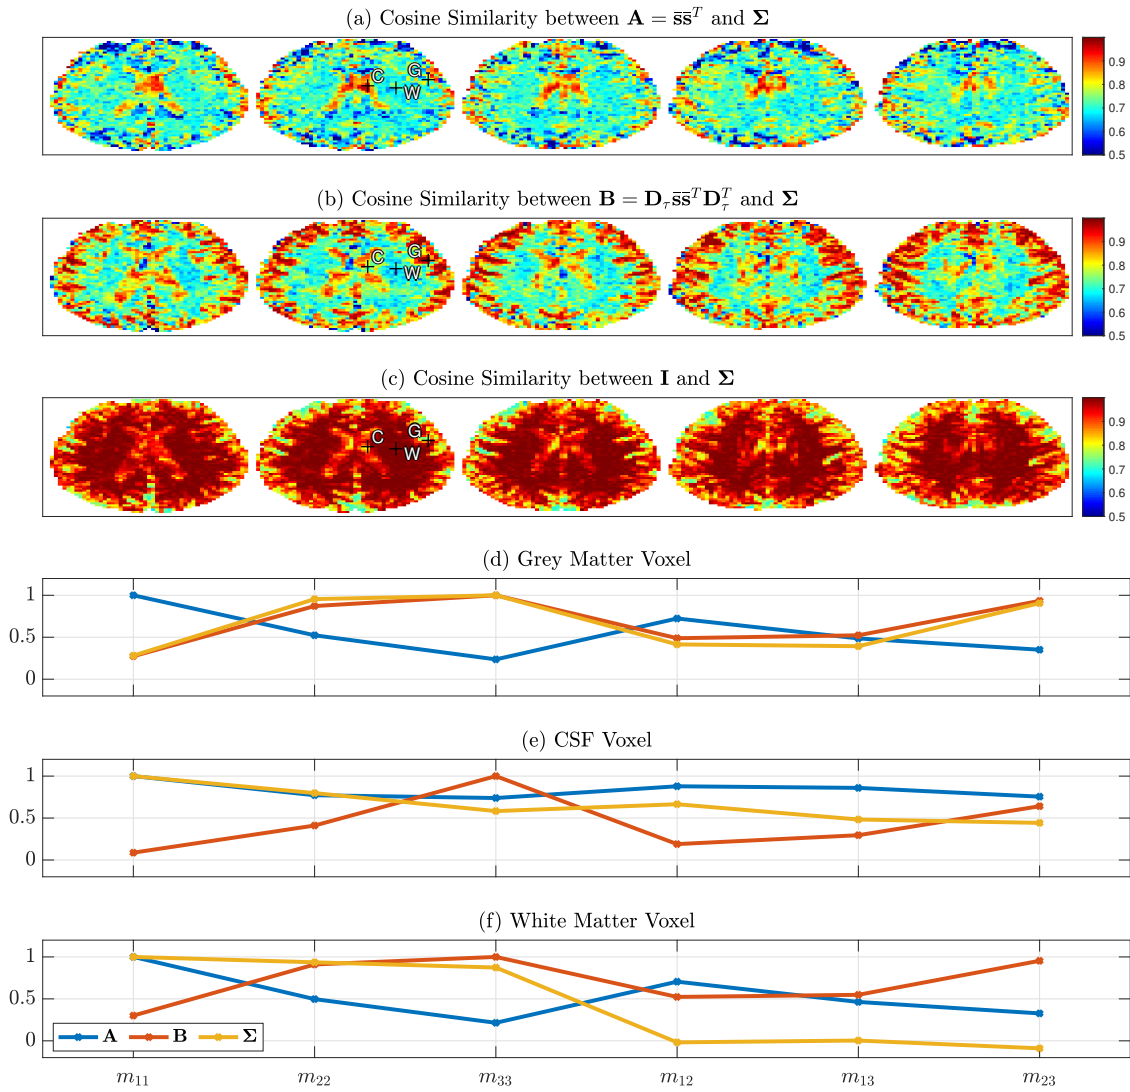 (a) Cosine Similarity between A = s̄s̄ᵀ and Σ
C
G
W
0.9
0.8
0.7
0.6
0.5
(b) Cosine Similarity between B = D_τ s̄s̄ᵀ D_τᵀ and Σ
C
G
W
0.9
0.8
0.7
0.6
0.5
(c) Cosine Similarity between I and Σ
C
G
W
0.9
0.8
0.7
0.6
0.5
(d) Grey Matter Voxel
1
0.5
0
(e) CSF Voxel
1
0.5
0
(f) White Matter Voxel
1
0.5
0
A B Σ
m₁₁ m₂₂ m₃₃ m₁₂ m₁₃ m₂₃